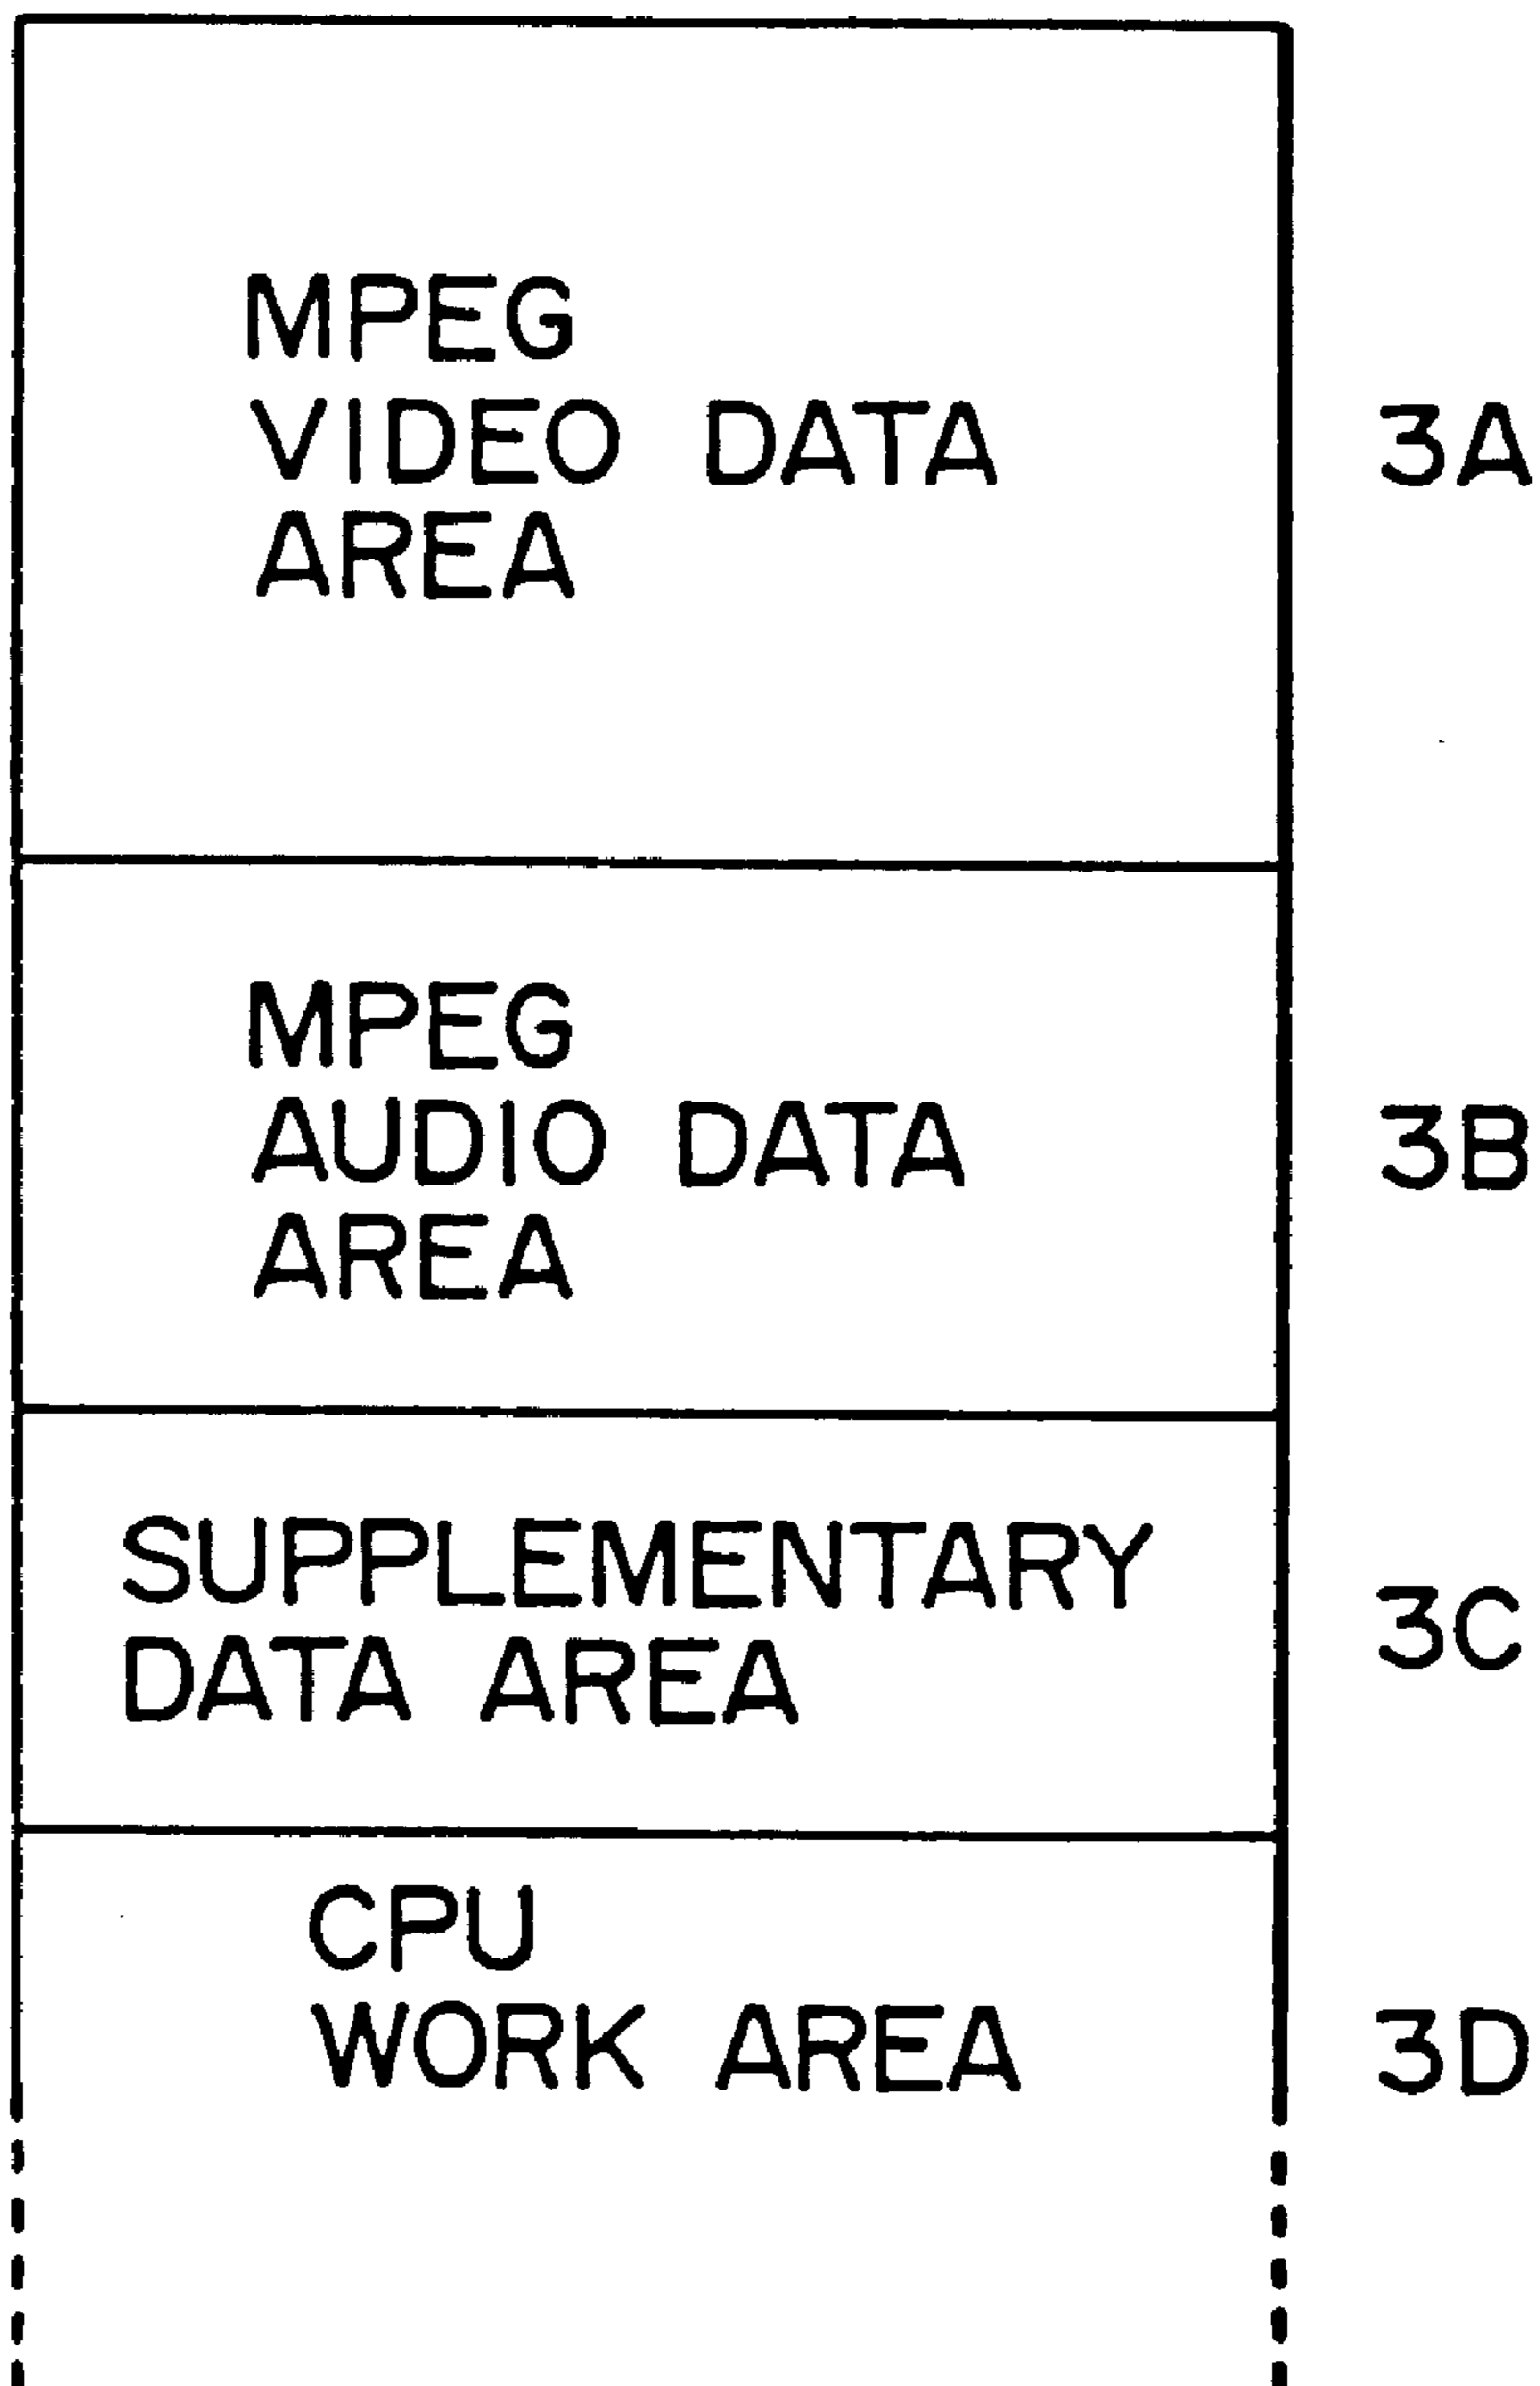 MPEG
VIDEO DATA
AREA
3A
MPEG
AUDIO DATA
AREA
3B
SUPPLEMENTARY
DATA AREA
3C
CPU
WORK AREA
3D